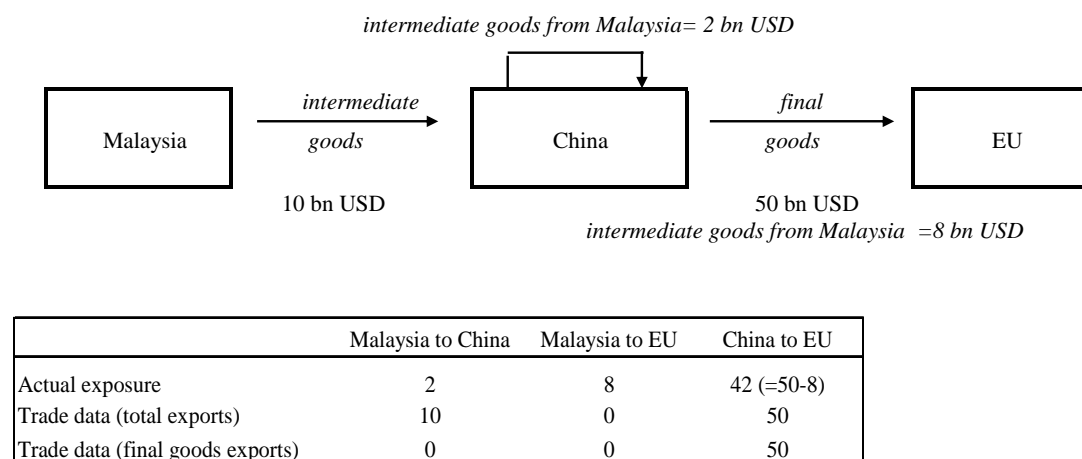 intermediate goods from Malaysia= 2 bn USD
intermediate
final
Malaysia
goods
China
goods
EU
10 bn USD
50 bn USD
intermediate goods from Malaysia =8 bn USD
Malaysia to China Malaysia to EU China to EU
Actual exposure 2 8 42 (=50-8)
Trade data (total exports) 10 0 50
Trade data (final goods exports) 0 0 50